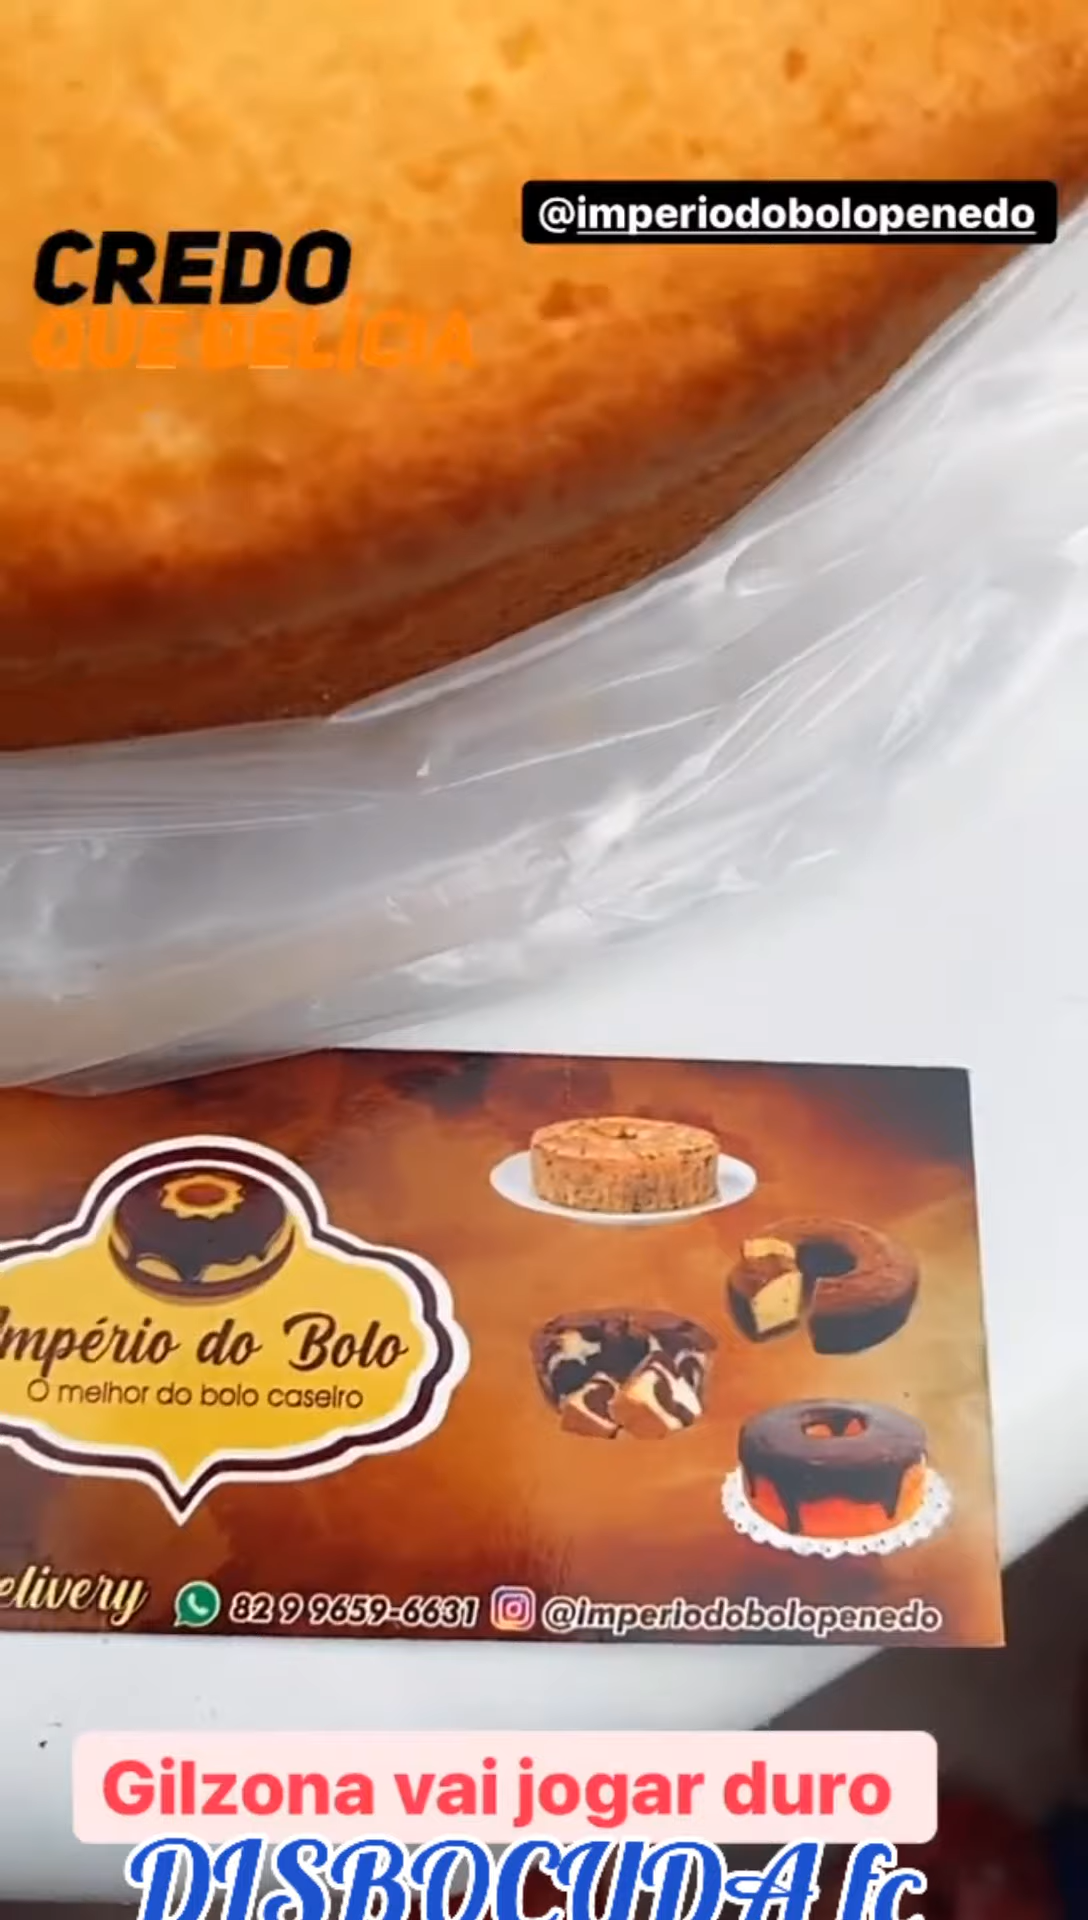 @imperiodobolopenedo
CREDO
QUE DELÍCIA
Império do Bolo
O melhor do bolo caseiro
elivery 82 9 9659-6631 @imperiodobolopenedo
Gilzona vai jogar duro
DISBOCUDA fc